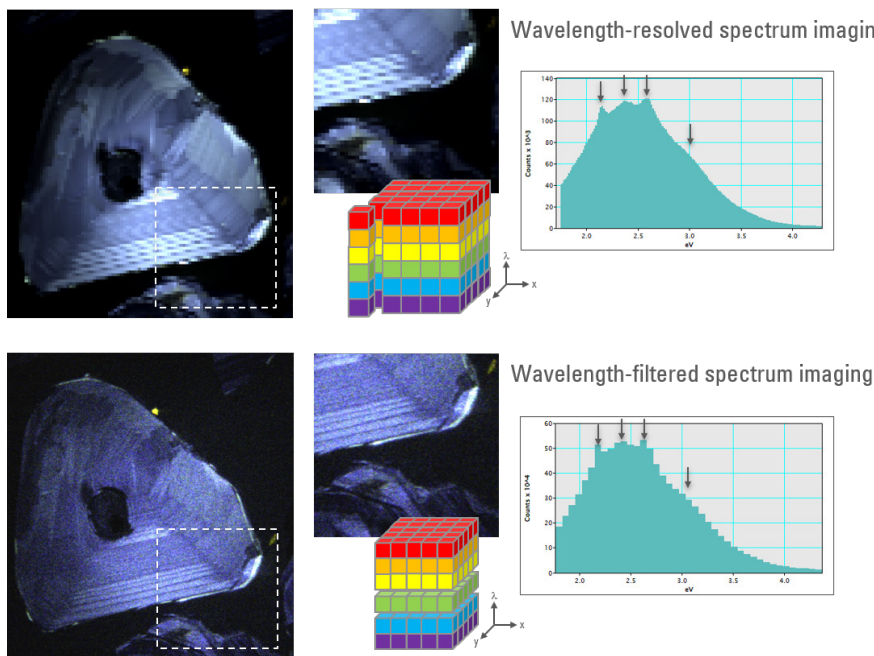 Wavelength-resolved spectrum imagin
140
120
100
80
60
40
20
0
Counts x 10^3
2.0 2.5 3.0 3.5 4.0
eV
λ
x
y
Wavelength-filtered spectrum imaging
60
50
40
30
20
10
0
Counts x 10^4
2.0 2.5 3.0 3.5 4.0
eV
λ
x
y